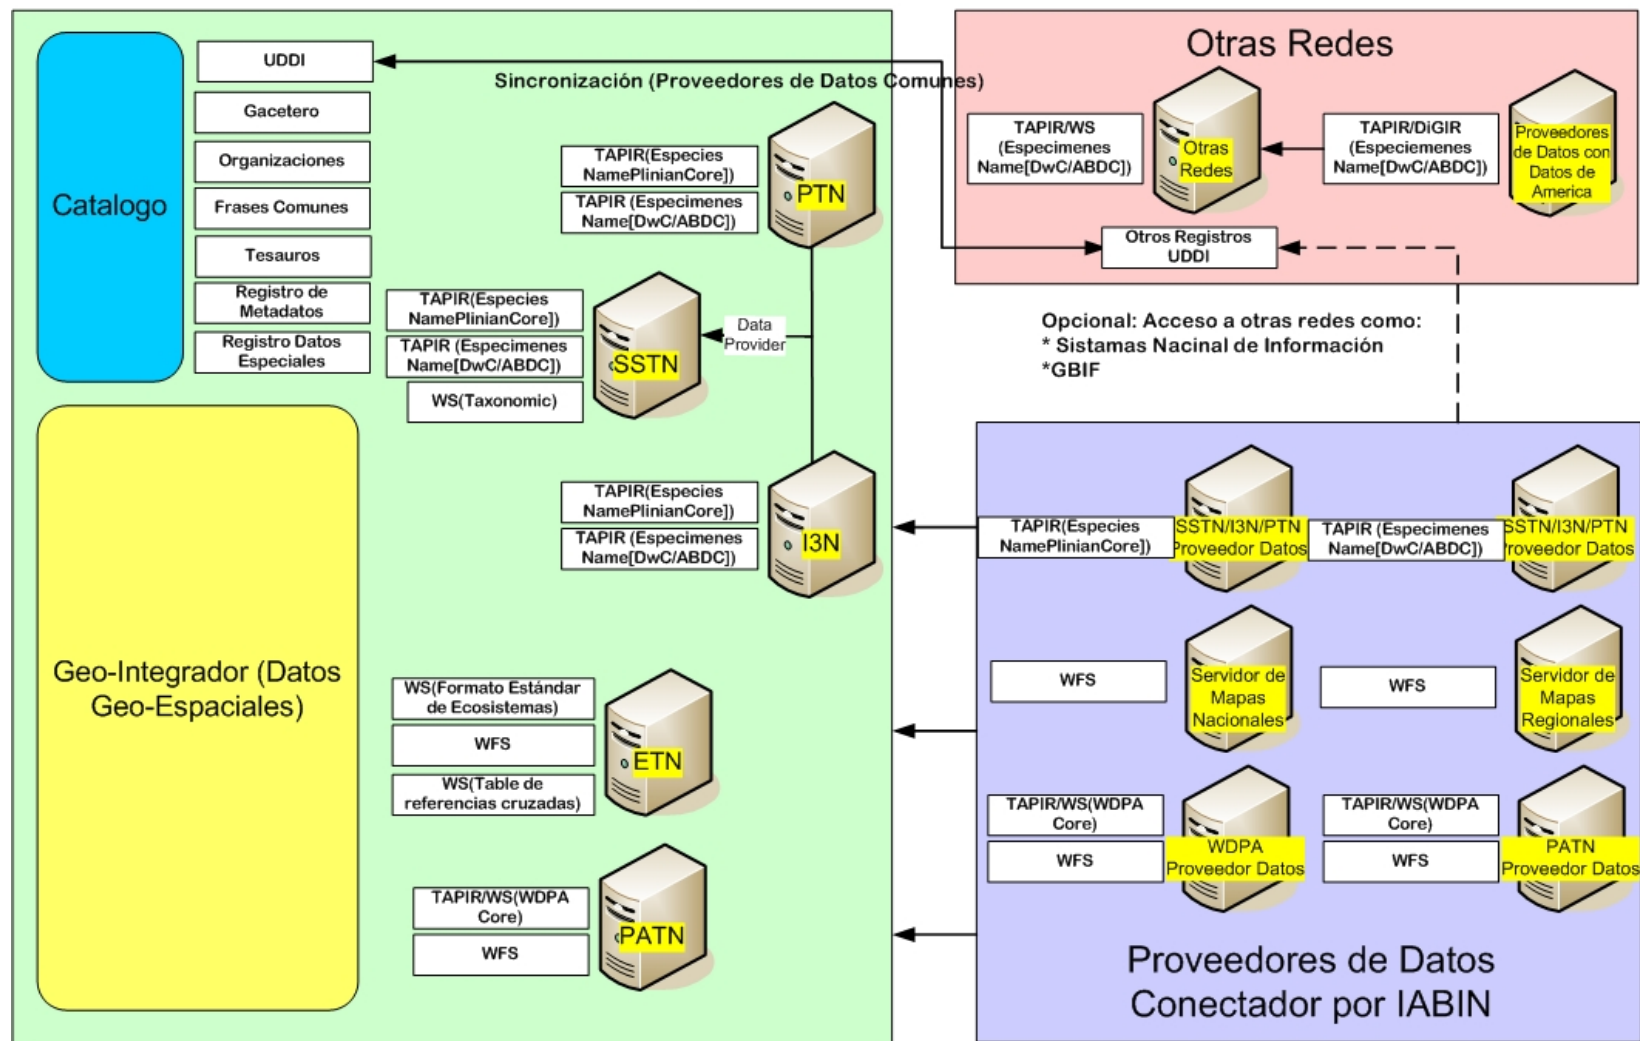 Catalogo
UDDI
Gacetero
Organizaciones
Frases Comunes
Tesauros
Registro de
Metadatos
Registro Datos
Especiales
Sincronización (Proveedores de Datos Comunes)
TAPIR(Especies
NamePlinianCore])
TAPIR (Especimenes
Name[DwC/ABDC])
PTN
TAPIR(Especies
NamePlinianCore])
TAPIR (Especimenes
Name[DwC/ABDC])
WS(Taxonomic)
SSTN
Data
Provider
TAPIR(Especies
NamePlinianCore])
TAPIR (Especimenes
Name[DwC/ABDC])
I3N
Geo-Integrador (Datos
Geo-Espaciales)
WS(Formato Estándar
de Ecosistemas)
WFS
WS(Table de
referencias cruzadas)
ETN
TAPIR/WS(WDPA
Core)
WFS
PATN
Otras Redes
TAPIR/WS
(Especimenes
Name[DwC/ABDC])
Otras
Redes
TAPIR/DiGIR
(Especiemenes
Name[DwC/ABDC])
Proveedores
de Datos con
Datos de
America
Otros Registros
UDDI
Opcional: Acceso a otras redes como:
* Sistamas Nacinal de Información
*GBIF
TAPIR(Especies
NamePlinianCore])
SSTN/I3N/PTN
Proveedor Datos
TAPIR (Especimenes
Name[DwC/ABDC])
SSTN/I3N/PTN
Proveedor Datos
WFS
Servidor de
Mapas
Nacionales
WFS
Servidor de
Mapas
Regionales
TAPIR/WS(WDPA
Core)
WFS
WDPA
Proveedor Datos
TAPIR/WS(WDPA
Core)
WFS
PATN
Proveedor Datos
Proveedores de Datos
Conectador por IABIN